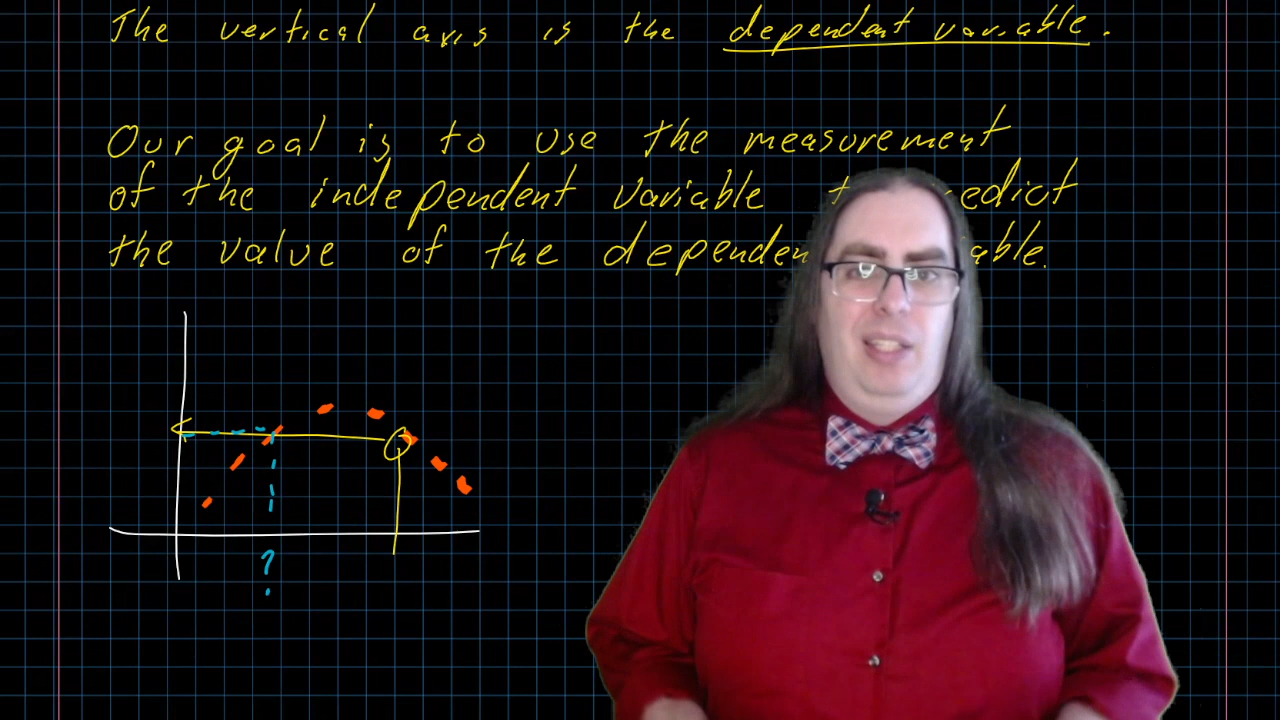 The vertical axis is the dependent variable.
Our goal is to use the measurement
of the independent variable
the value of the
?